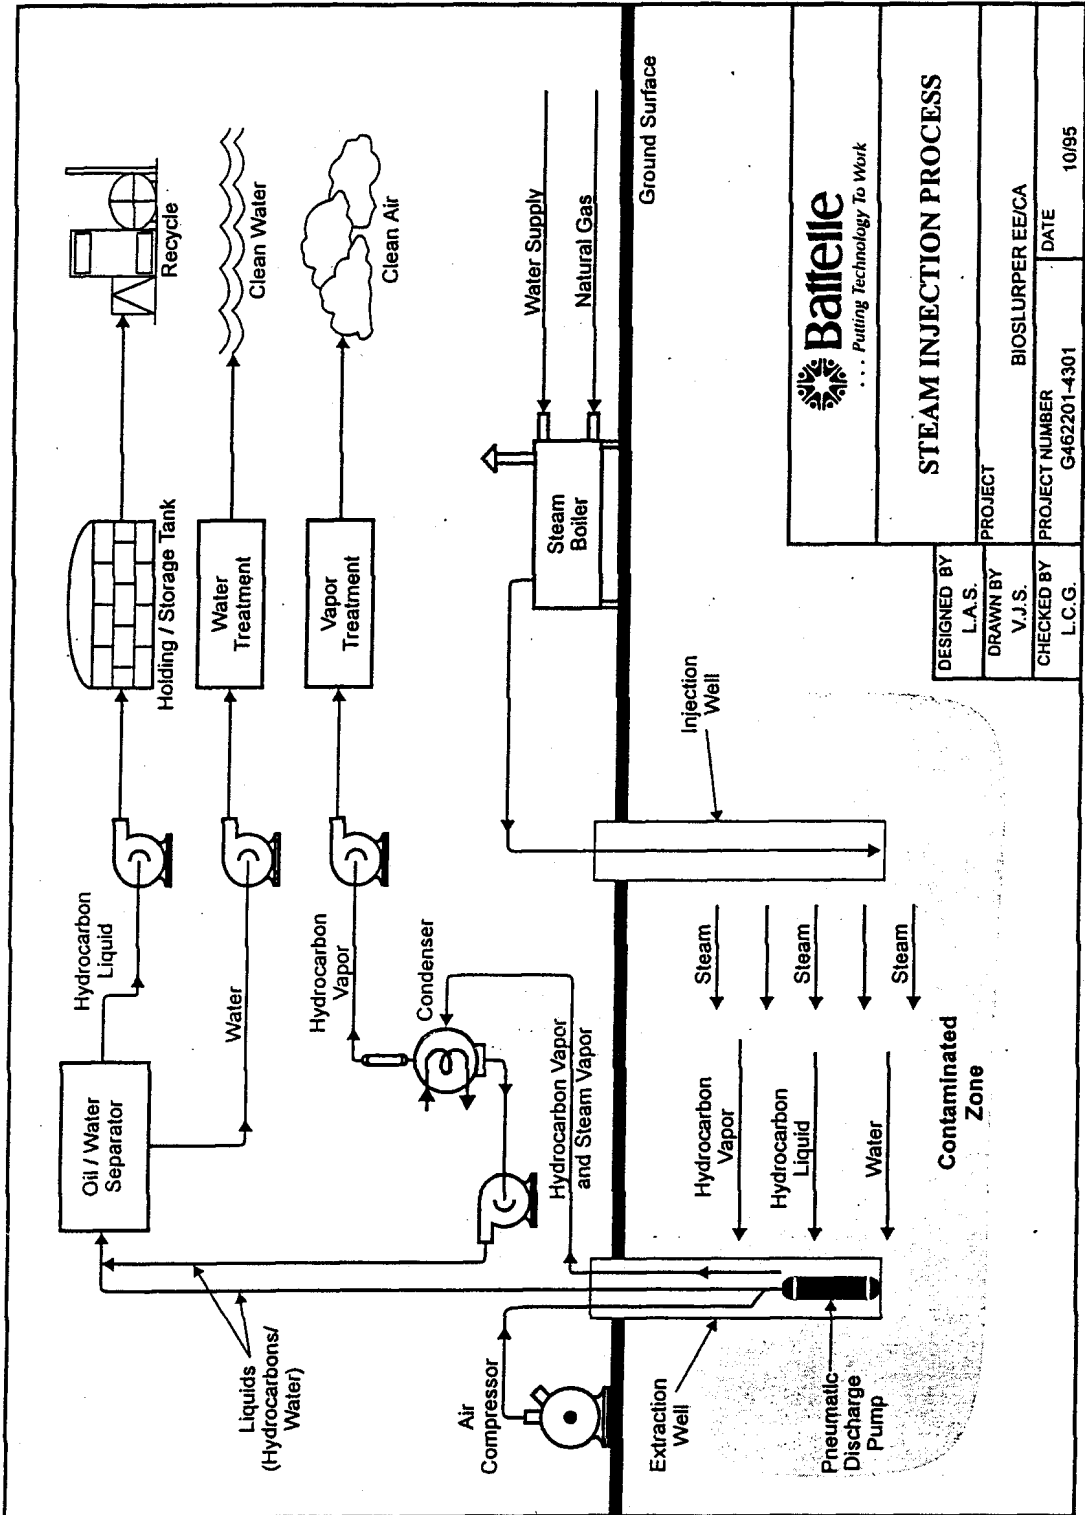 Recycle
Clean Water
Clean Air
Holding / Storage Tank
Water
Treatment
Vapor
Treatment
Hydrocarbon
Liquid
Water
Hydrocarbon
Vapor
Oil / Water
Separator
Condenser
Hydrocarbon Vapor
and Steam Vapor
Liquids
(Hydrocarbons/
Water)
Air
Compressor
Steam
Boiler
Water Supply
Natural Gas
Ground Surface
Extraction
Well
Injection
Well
Pneumatic
Discharge
Pump
Hydrocarbon
Vapor
Hydrocarbon
Liquid
Water
Steam
Steam
Steam
Contaminated
Zone
Battelle
. . . Putting Technology To Work
STEAM INJECTION PROCESS
DESIGNED BY
L.A.S.
DRAWN BY
V.J.S.
CHECKED BY
L.C.G.
PROJECT
BIOSLURPER EE/CA
PROJECT NUMBER
G462201-4301
DATE
10/95